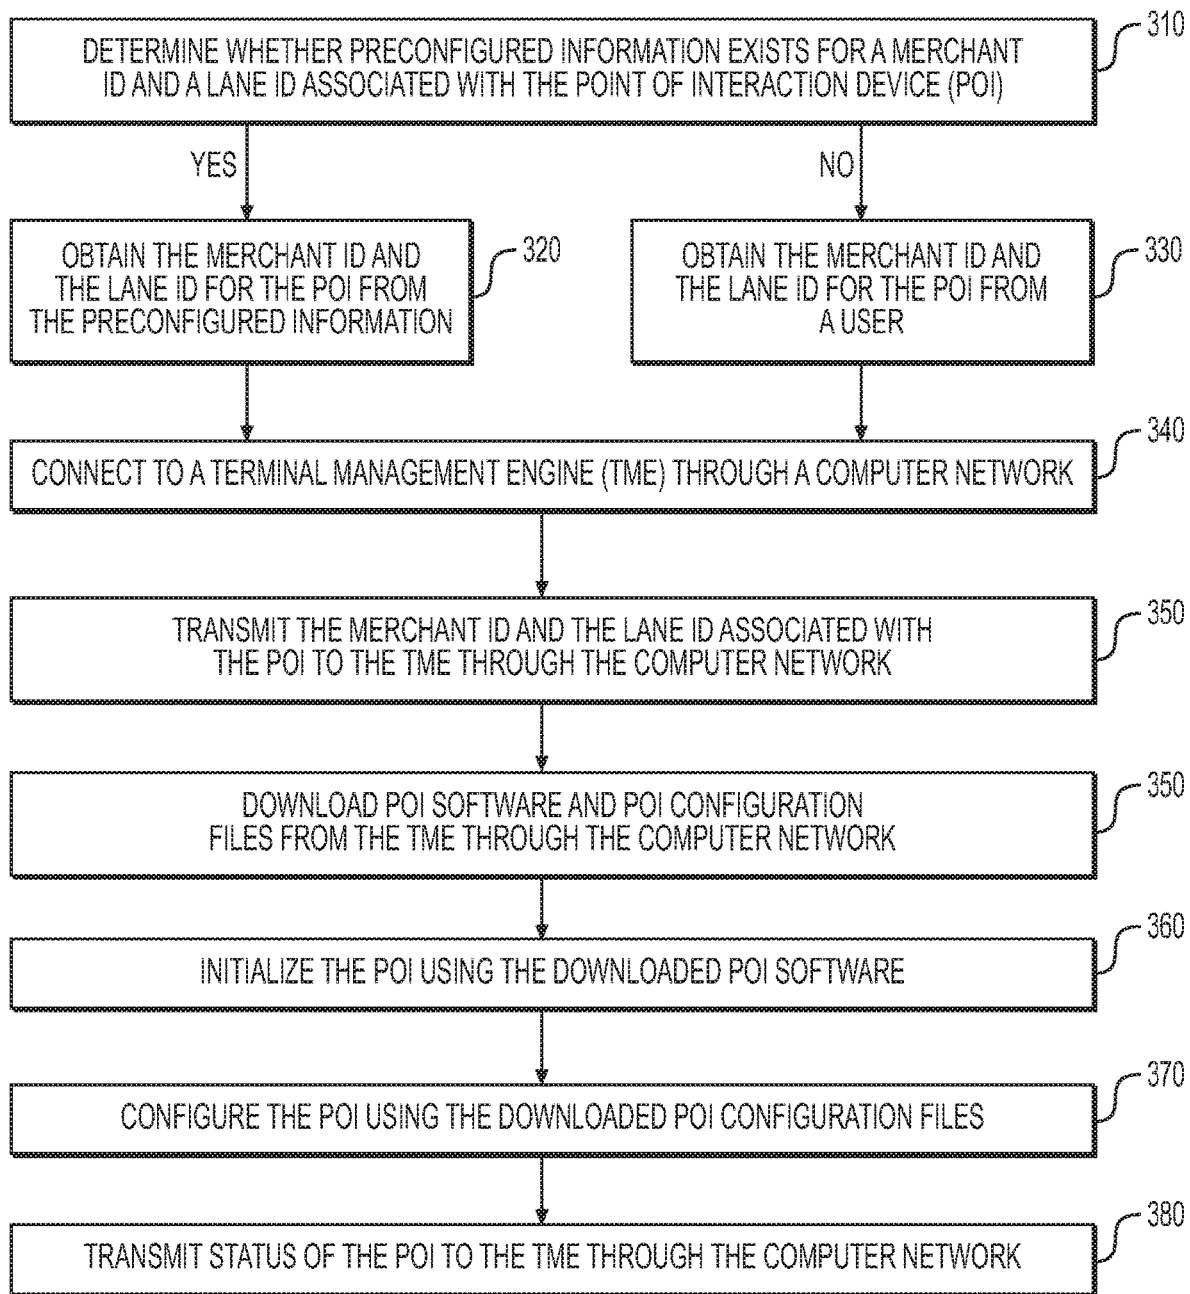 310
DETERMINE WHETHER PRECONFIGURED INFORMATION EXISTS FOR A MERCHANT
ID AND A LANE ID ASSOCIATED WITH THE POINT OF INTERACTION DEVICE (POI)
YES
NO
OBTAIN THE MERCHANT ID AND
THE LANE ID FOR THE POI FROM
THE PRECONFIGURED INFORMATION
320
OBTAIN THE MERCHANT ID AND
THE LANE ID FOR THE POI FROM
A USER
330
340
CONNECT TO A TERMINAL MANAGEMENT ENGINE (TME) THROUGH A COMPUTER NETWORK
350
TRANSMIT THE MERCHANT ID AND THE LANE ID ASSOCIATED WITH
THE POI TO THE TME THROUGH THE COMPUTER NETWORK
350
DOWNLOAD POI SOFTWARE AND POI CONFIGURATION
FILES FROM THE TME THROUGH THE COMPUTER NETWORK
360
INITIALIZE THE POI USING THE DOWNLOADED POI SOFTWARE
370
CONFIGURE THE POI USING THE DOWNLOADED POI CONFIGURATION FILES
380
TRANSMIT STATUS OF THE POI TO THE TME THROUGH THE COMPUTER NETWORK